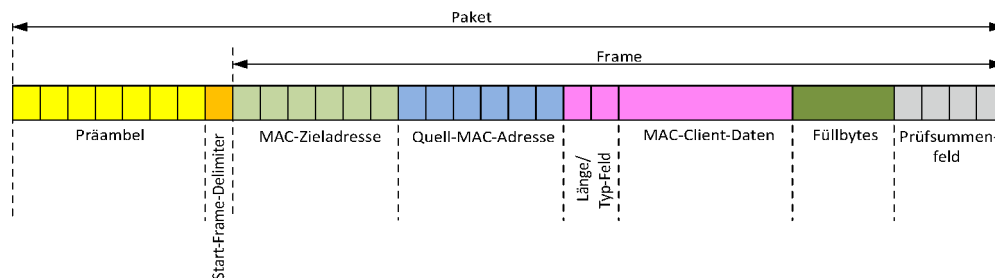 Paket
Frame
Präambel
Start-Frame-Delimiter
MAC-Zieladresse
Quell-MAC-Adresse
Länge/
Typ-Feld
MAC-Client-Daten
Füllbytes
Prüfsummen-
feld